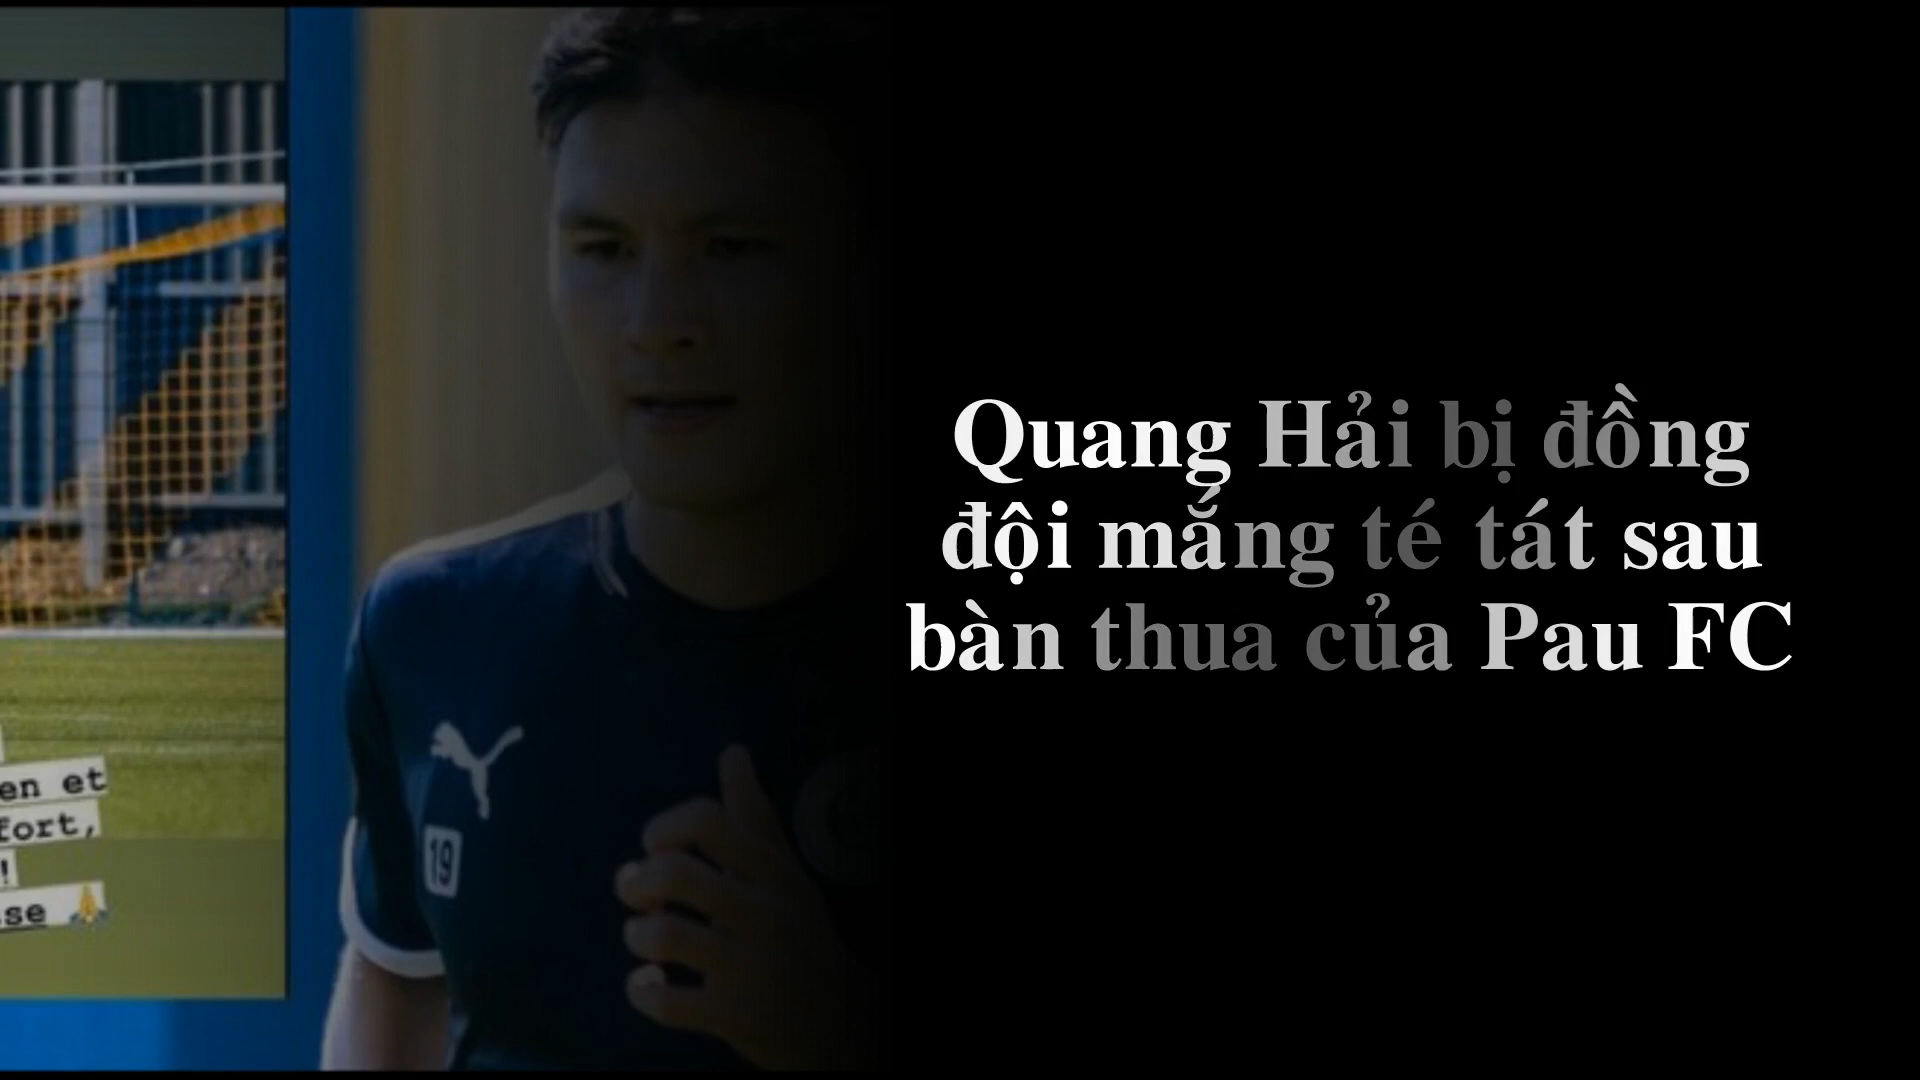 Quang Hải bị đồng
đội mắng té tát sau
bàn thua của Pau FC
en et
fort,
!
se
19